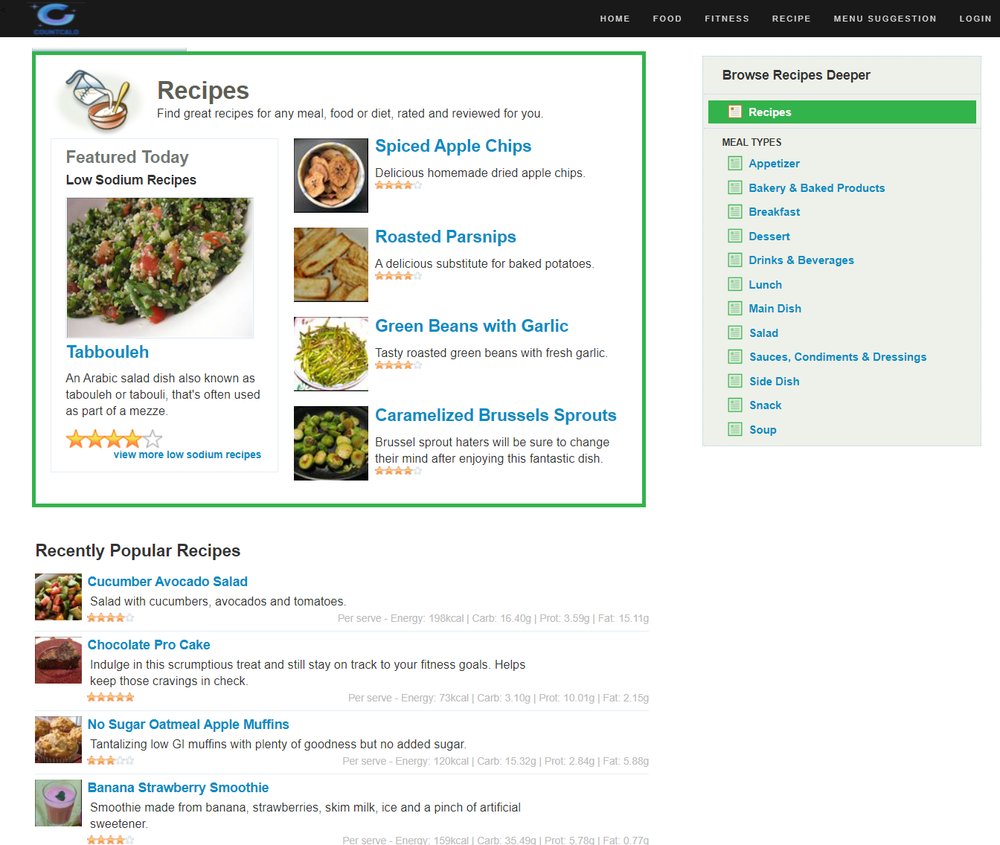 COUNTCALO
HOME FOOD FITNESS RECIPE MENU SUGGESTION LOGIN
Recipes
Find great recipes for any meal, food or diet, rated and reviewed for you.
Featured Today
Low Sodium Recipes
Tabbouleh
An Arabic salad dish also known as
tabouleh or tabouli, that's often used
as part of a mezze.
view more low sodium recipes
Spiced Apple Chips
Delicious homemade dried apple chips.
Roasted Parsnips
A delicious substitute for baked potatoes.
Green Beans with Garlic
Tasty roasted green beans with fresh garlic.
Caramelized Brussels Sprouts
Brussel sprout haters will be sure to change
their mind after enjoying this fantastic dish.
Browse Recipes Deeper
Recipes
MEAL TYPES
Appetizer
Bakery & Baked Products
Breakfast
Dessert
Drinks & Beverages
Lunch
Main Dish
Salad
Sauces, Condiments & Dressings
Side Dish
Snack
Soup
Recently Popular Recipes
Cucumber Avocado Salad
Salad with cucumbers, avocados and tomatoes.
Per serve - Energy: 198kcal | Carb: 16.40g | Prot: 3.59g | Fat: 15.11g
Chocolate Pro Cake
Indulge in this scrumptious treat and still stay on track to your fitness goals. Helps
keep those cravings in check.
Per serve - Energy: 73kcal | Carb: 3.10g | Prot: 10.01g | Fat: 2.15g
No Sugar Oatmeal Apple Muffins
Tantalizing low GI muffins with plenty of goodness but no added sugar.
Per serve - Energy: 120kcal | Carb: 15.32g | Prot: 2.84g | Fat: 5.88g
Banana Strawberry Smoothie
Smoothie made from banana, strawberries, skim milk, ice and a pinch of artificial
sweetener.
Per serve - Energy: 159kcal | Carb: 35.49g | Prot: 5.78g | Fat: 0.77g